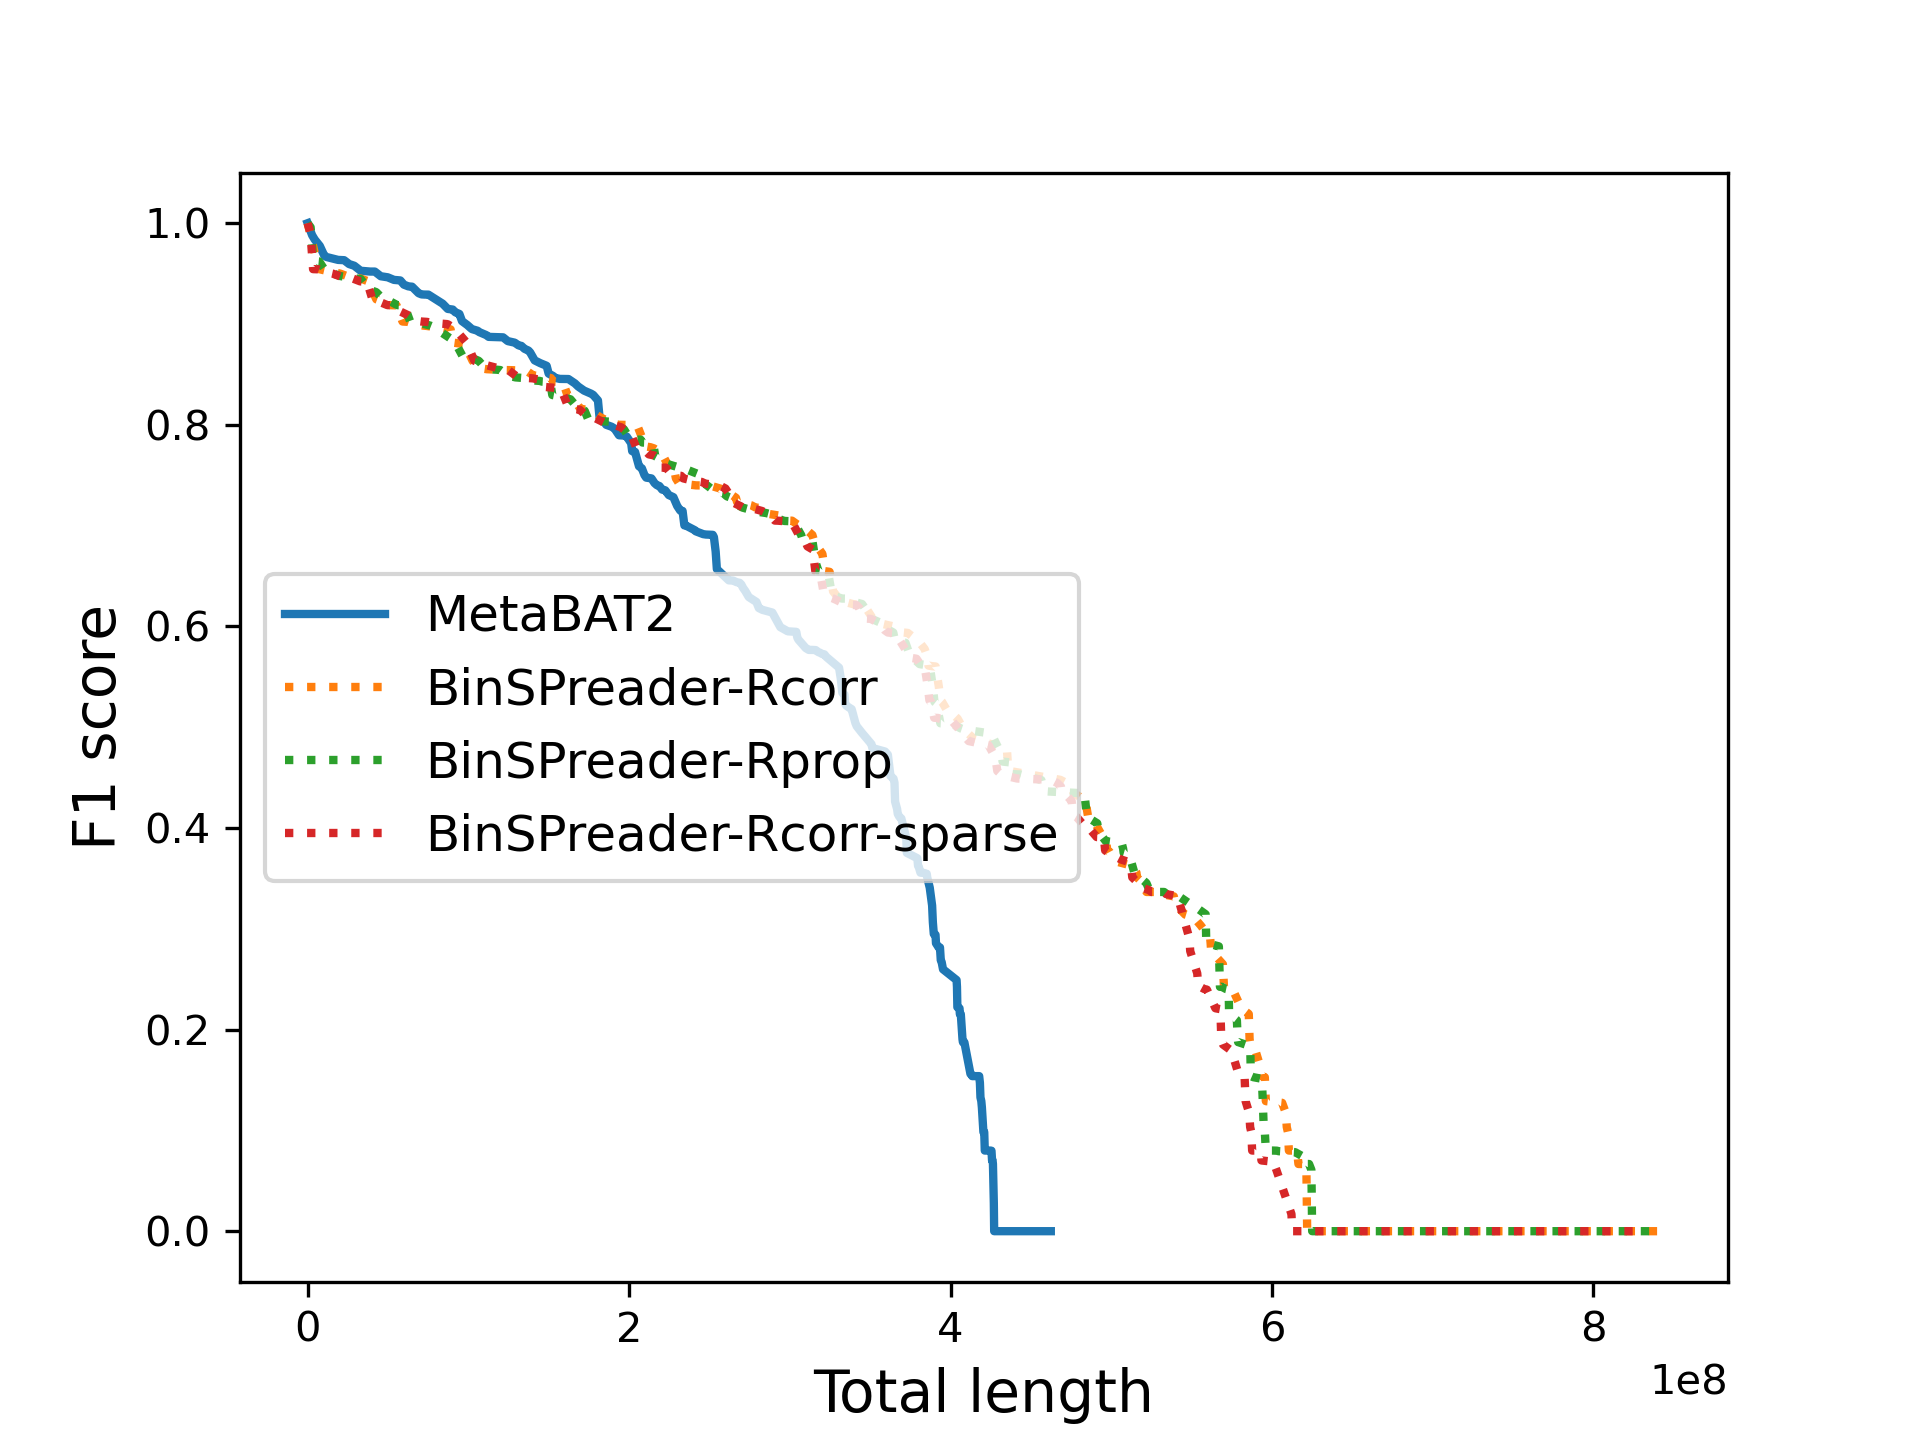 1.0
0.8
0.6
0.4
0.2
0.0
F1 score
MetaBAT2
BinSPreader-Rcorr
BinSPreader-Rprop
BinSPreader-Rcorr-sparse
0 2 4 6 8
1e8
Total length